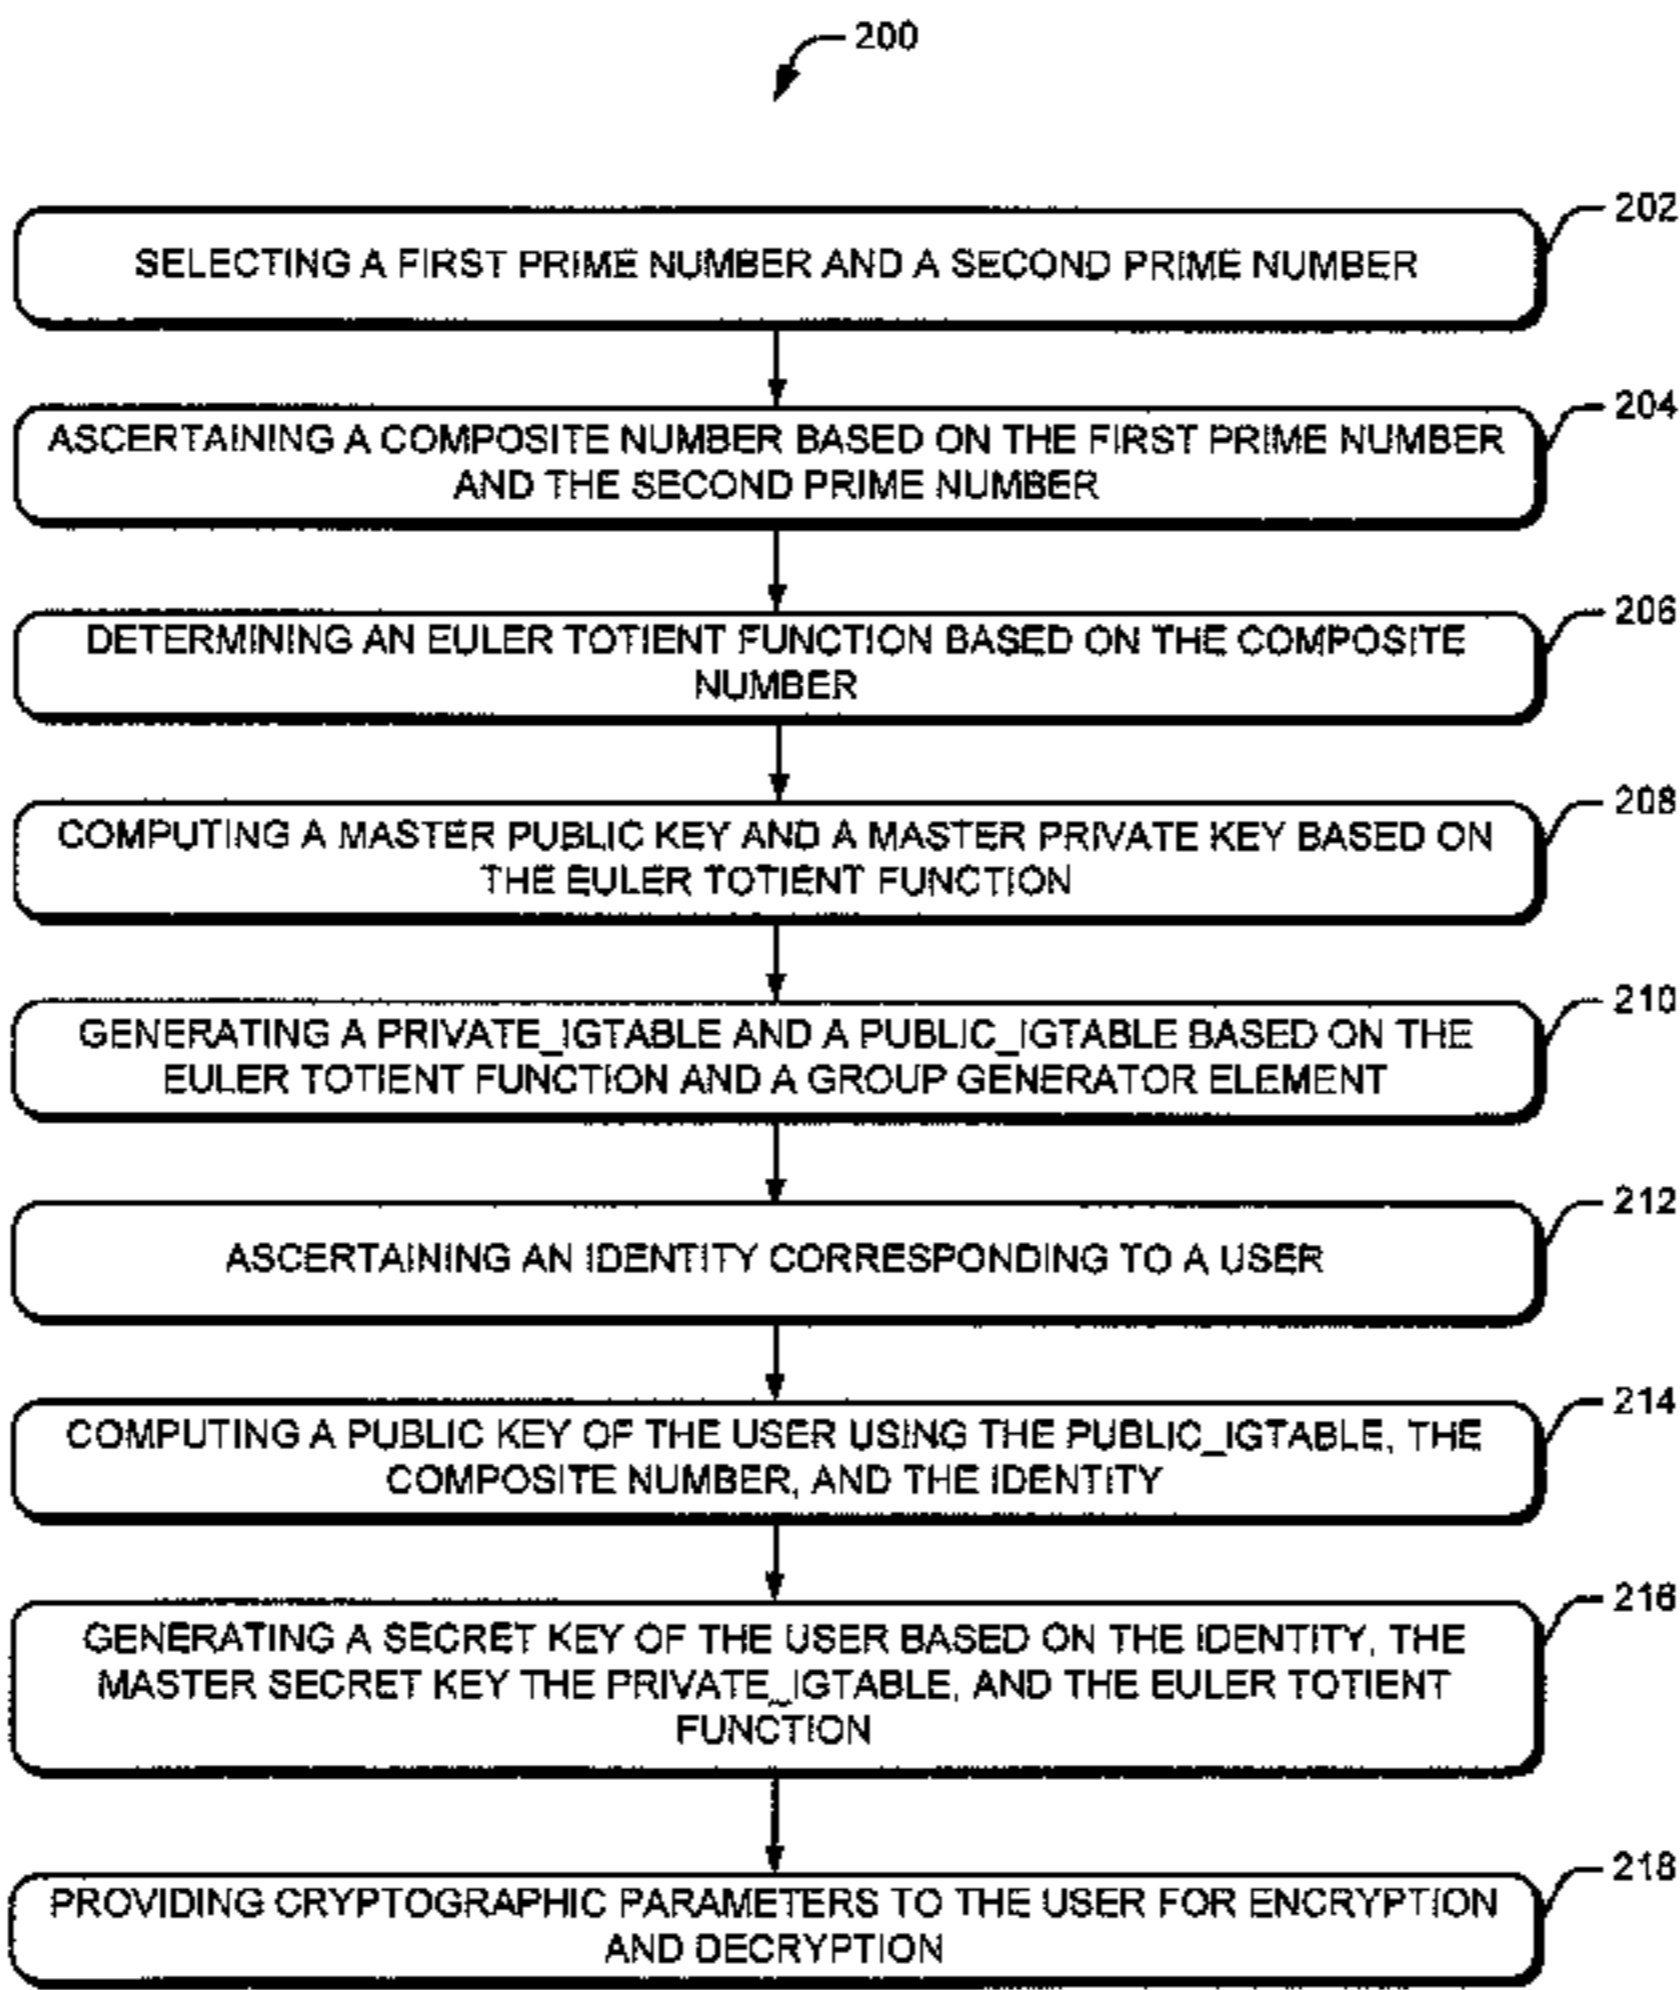 200
202
SELECTING A FIRST PRIME NUMBER AND A SECOND PRIME NUMBER
204
ASCERTAINING A COMPOSITE NUMBER BASED ON THE FIRST PRIME NUMBER
AND THE SECOND PRIME NUMBER
206
DETERMINING AN EULER TOTIENT FUNCTION BASED ON THE COMPOSITE
NUMBER
208
COMPUTING A MASTER PUBLIC KEY AND A MASTER PRIVATE KEY BASED ON
THE EULER TOTIENT FUNCTION
210
GENERATING A PRIVATE_IGTABLE AND A PUBLIC_IGTABLE BASED ON THE
EULER TOTIENT FUNCTION AND A GROUP GENERATOR ELEMENT
212
ASCERTAINING AN IDENTITY CORRESPONDING TO A USER
214
COMPUTING A PUBLIC KEY OF THE USER USING THE PUBLIC_IGTABLE, THE
COMPOSITE NUMBER, AND THE IDENTITY
216
GENERATING A SECRET KEY OF THE USER BASED ON THE IDENTITY, THE
MASTER SECRET KEY THE PRIVATE_IGTABLE, AND THE EULER TOTIENT
FUNCTION
218
PROVIDING CRYPTOGRAPHIC PARAMETERS TO THE USER FOR ENCRYPTION
AND DECRYPTION